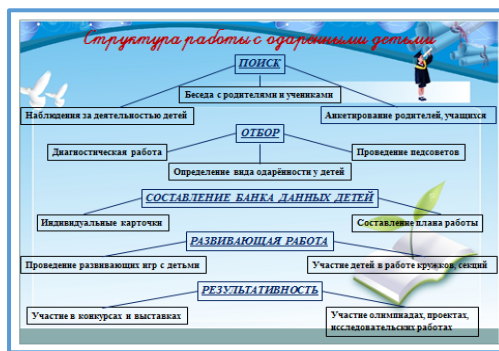 Структура работы с одаренными детьми
ПОИСК
Беседа с родителями и учениками
Наблюдения за деятельностью детей
Анкетирование родителей, учащихся
ОТБОР
Диагностическая работа
Проведение педсоветов
Определение вида одарённости у детей
СОСТАВЛЕНИЕ БАНКА ДАННЫХ ДЕТЕЙ
Индивидуальные карточки
Составление плана работы
РАЗВИВАЮЩАЯ РАБОТА
Проведение развивающих игр с детьми
Участие детей в работе кружков, секций
РЕЗУЛЬТАТИВНОСТЬ
Участие в конкурсах и выставках
Участие олимпиадах, проектах,
исследовательских работах